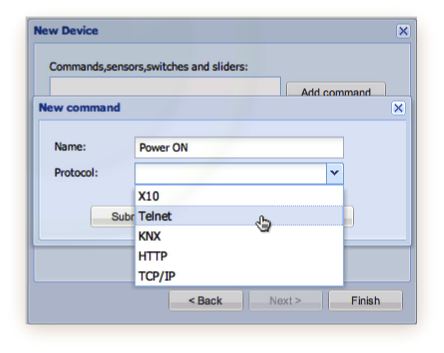 New Device
Commands,sensors,switches and sliders:
Add command
New command
Name: Power ON
Protocol:
X10
Subm
Telnet
KNX
HTTP
TCP/IP
< Back Next > Finish